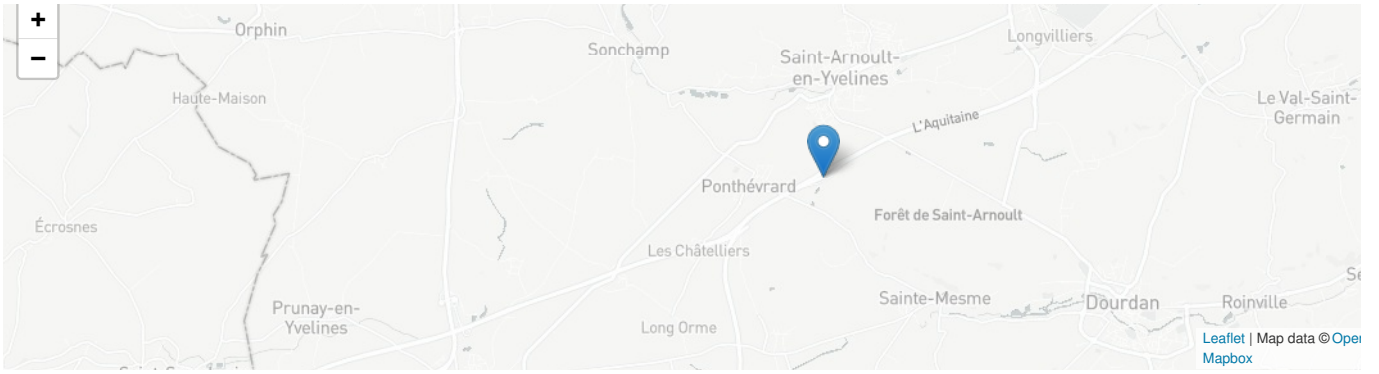 +
−
Orphin
Sonchamp
Longvilliers
Saint-Arnoult-
en-Yvelines
Haute-Maison
Le Val-Saint-
Germain
L'Aquitaine
Ponthévrard
Forêt de Saint-Arnoult
Écrosnes
Les Châtelliers
Sainte-Mesme
Dourdan
Roinville
Prunay-en-
Yvelines
Long Orme
Leaflet | Map data © Open
Mapbox